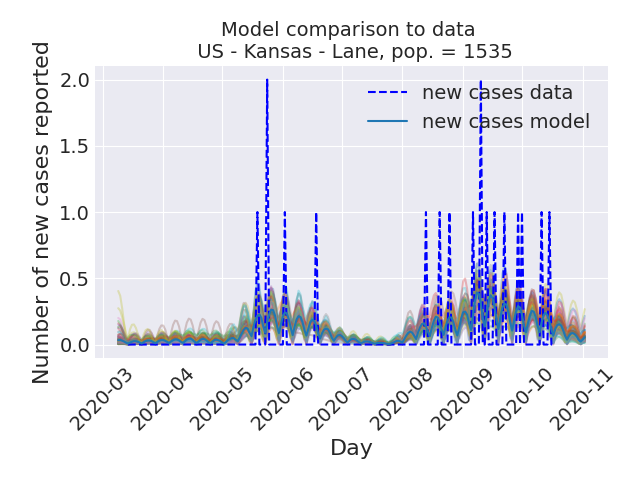 Model comparison to data
US - Kansas - Lane, pop. = 1535
Number of new cases reported
2.0
1.5
1.0
0.5
0.0
new cases data
new cases model
2020-03
2020-04
2020-05
2020-06
2020-07
2020-08
2020-09
2020-10
2020-11
Day